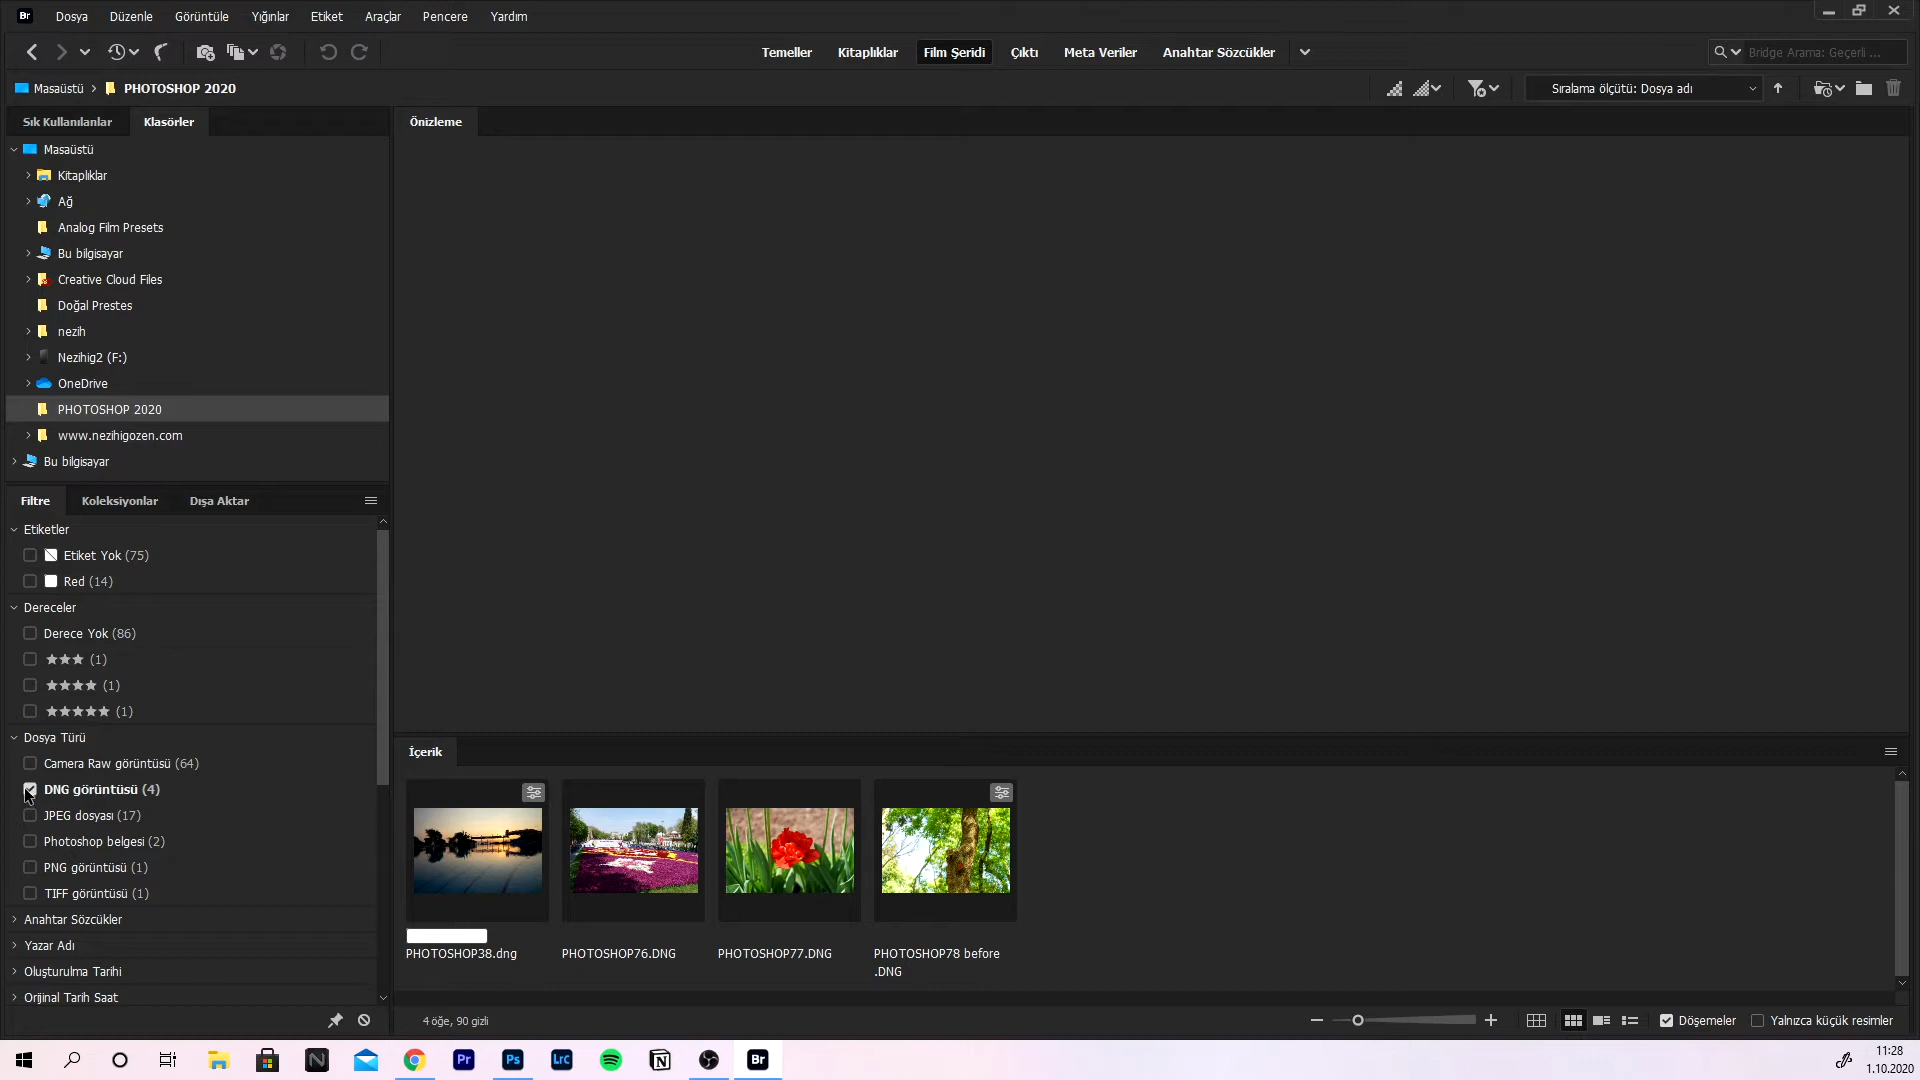 Br Dosya Düzenle Görüntüle Yığınlar Etiket Araçlar Pencere Yardım
Temeller Kitaplıklar Film Şeridi Çıktı Meta Veriler Anahtar Sözcükler Bridge Arama: Geçerli ...
Masaüstü PHOTOSHOP 2020 Sıralama ölçütü: Dosya adı
Sık Kullanılanlar Klasörler
Masaüstü
Kitaplıklar
Ağ
Analog Film Presets
Bu bilgisayar
Creative Cloud Files
Doğal Prestes
nezih
Nezihig2 (F:)
OneDrive
PHOTOSHOP 2020
www.nezihigozen.com
Bu bilgisayar
Filtre Koleksiyonlar Dışa Aktar
Etiketler
Etiket Yok (75)
Red (14)
Dereceler
Derece Yok (86)
★★★ (1)
★★★★ (1)
★★★★★ (1)
Dosya Türü
Camera Raw görüntüsü (64)
DNG görüntüsü (4)
JPEG dosyası (17)
Photoshop belgesi (2)
PNG görüntüsü (1)
TIFF görüntüsü (1)
Anahtar Sözcükler
Yazar Adı
Oluşturulma Tarihi
Orijinal Tarih Saat
Önizleme
İçerik
PHOTOSHOP38.dng
PHOTOSHOP76.DNG
PHOTOSHOP77.DNG
PHOTOSHOP78 before
.DNG
4 öğe, 90 gizli
Döşemeler Yalnızca küçük resimler
Pr Ps Lrc Br
11:28
1.10.2020